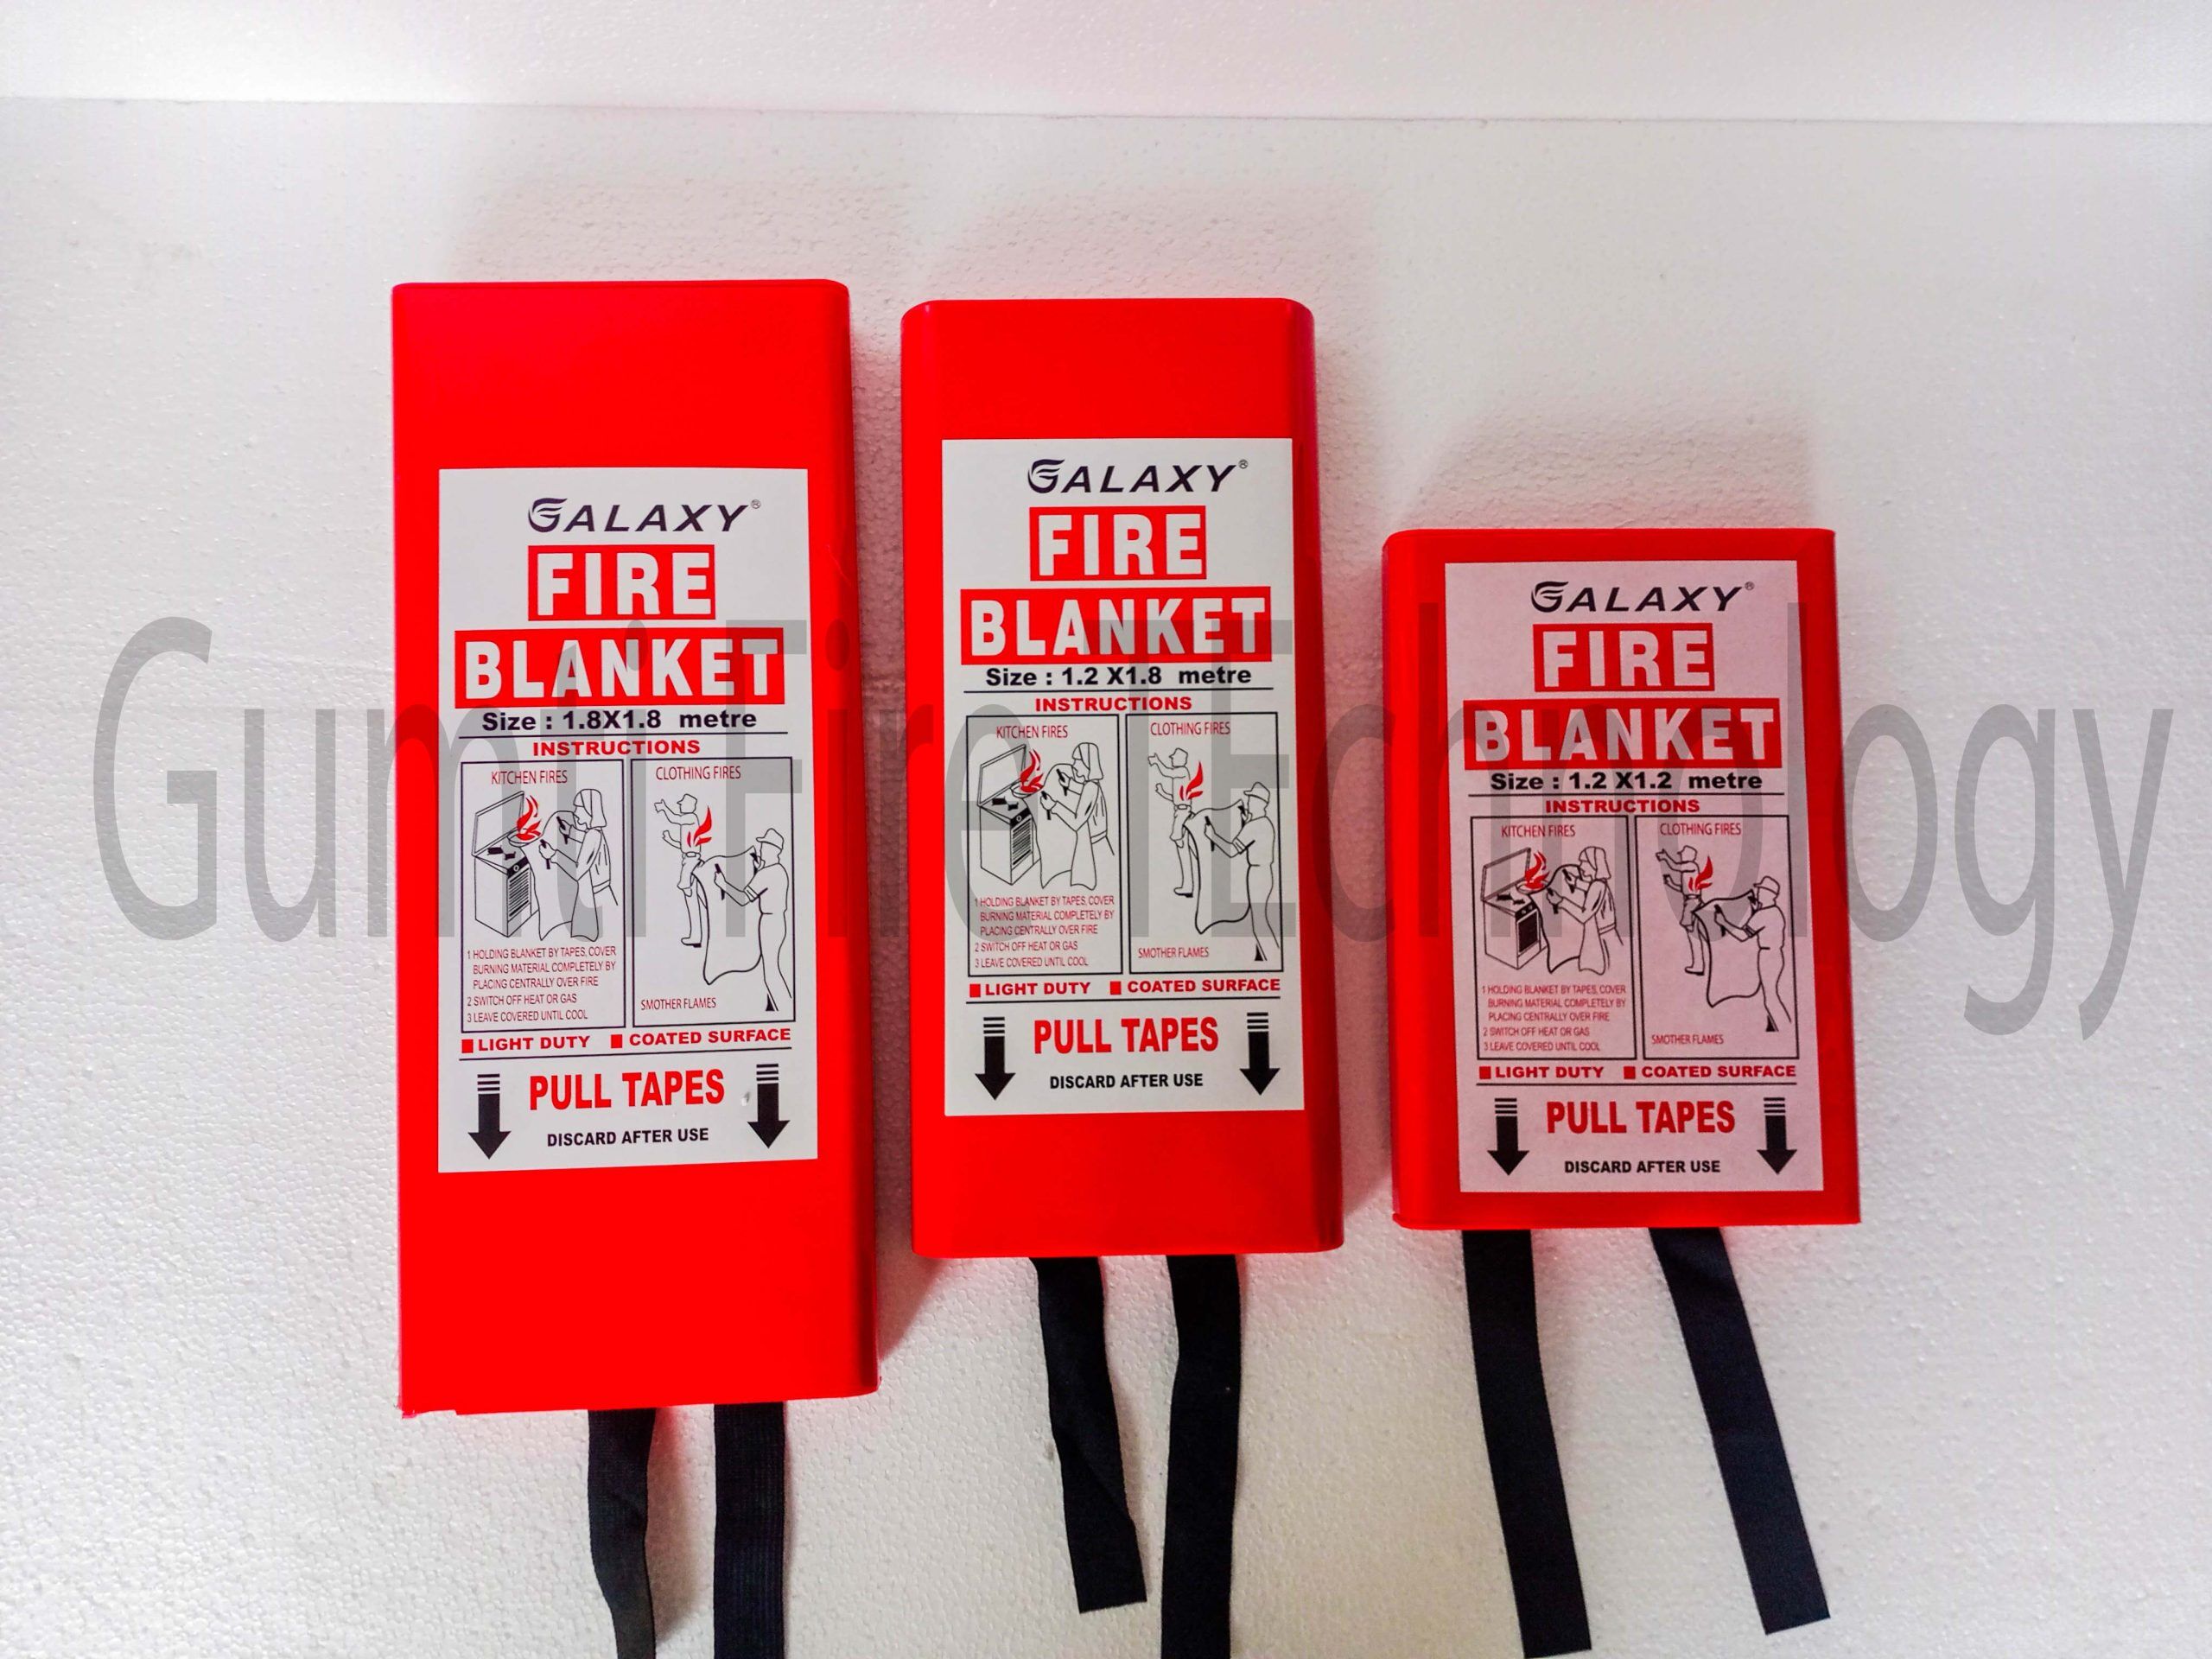 GALAXY®
FIRE
BLANKET
Size : 1.8X1.8 metre
INSTRUCTIONS
KITCHEN FIRES
1 HOLDING BLANKET BY TAPES, COVER
BURNING MATERIAL COMPLETELY BY
PLACING CENTRALLY OVER FIRE
2 SWITCH OFF HEAT OR GAS
3 LEAVE COVERED UNTIL COOL
CLOTHING FIRES
SMOTHER FLAMES
LIGHT DUTY COATED SURFACE
PULL TAPES
DISCARD AFTER USE
GALAXY®
FIRE
BLANKET
Size : 1.2 X1.8 metre
INSTRUCTIONS
KITCHEN FIRES
1 HOLDING BLANKET BY TAPES, COVER
BURNING MATERIAL COMPLETELY BY
PLACING CENTRALLY OVER FIRE
2 SWITCH OFF HEAT OR GAS
3 LEAVE COVERED UNTIL COOL
CLOTHING FIRES
SMOTHER FLAMES
LIGHT DUTY COATED SURFACE
PULL TAPES
DISCARD AFTER USE
GALAXY®
FIRE
BLANKET
Size : 1.2 X1.2 metre
INSTRUCTIONS
KITCHEN FIRES
1 HOLDING BLANKET BY TAPES, COVER
BURNING MATERIAL COMPLETELY BY
PLACING CENTRALLY OVER FIRE
2 SWITCH OFF HEAT OR GAS
3 LEAVE COVERED UNTIL COOL
CLOTHING FIRES
SMOTHER FLAMES
LIGHT DUTY COATED SURFACE
PULL TAPES
DISCARD AFTER USE
Gumti Fire TEchnology